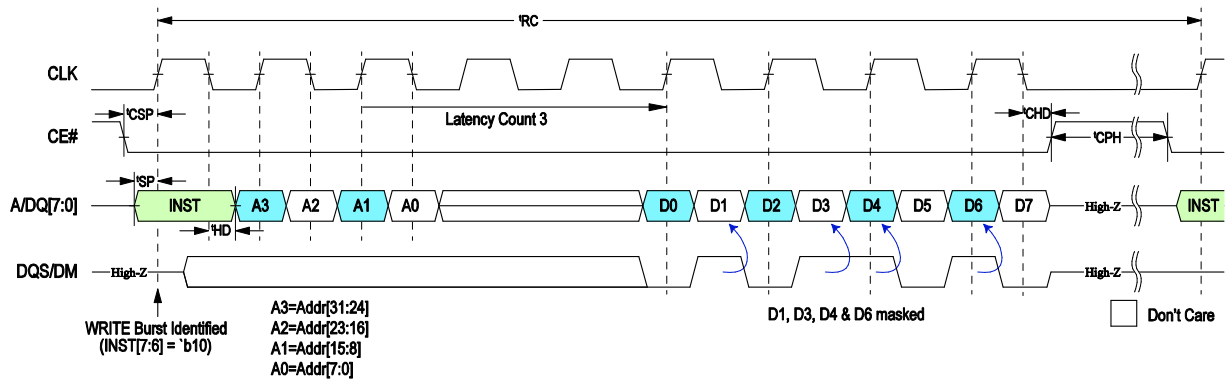 tRC
CLK
tCSP
Latency Count 3
tCHD
CE#
tCPH
tSP
A/DQ[7:0]
INST A3 A2 A1 A0 D0 D1 D2 D3 D4 D5 D6 D7 High-Z INST
tHD
DQS/DM
High-Z High-Z
WRITE Burst Identified
(INST[7:6] = `b10)
A3=Addr[31:24]
A2=Addr[23:16]
A1=Addr[15:8]
A0=Addr[7:0]
D1, D3, D4 & D6 masked
Don't Care